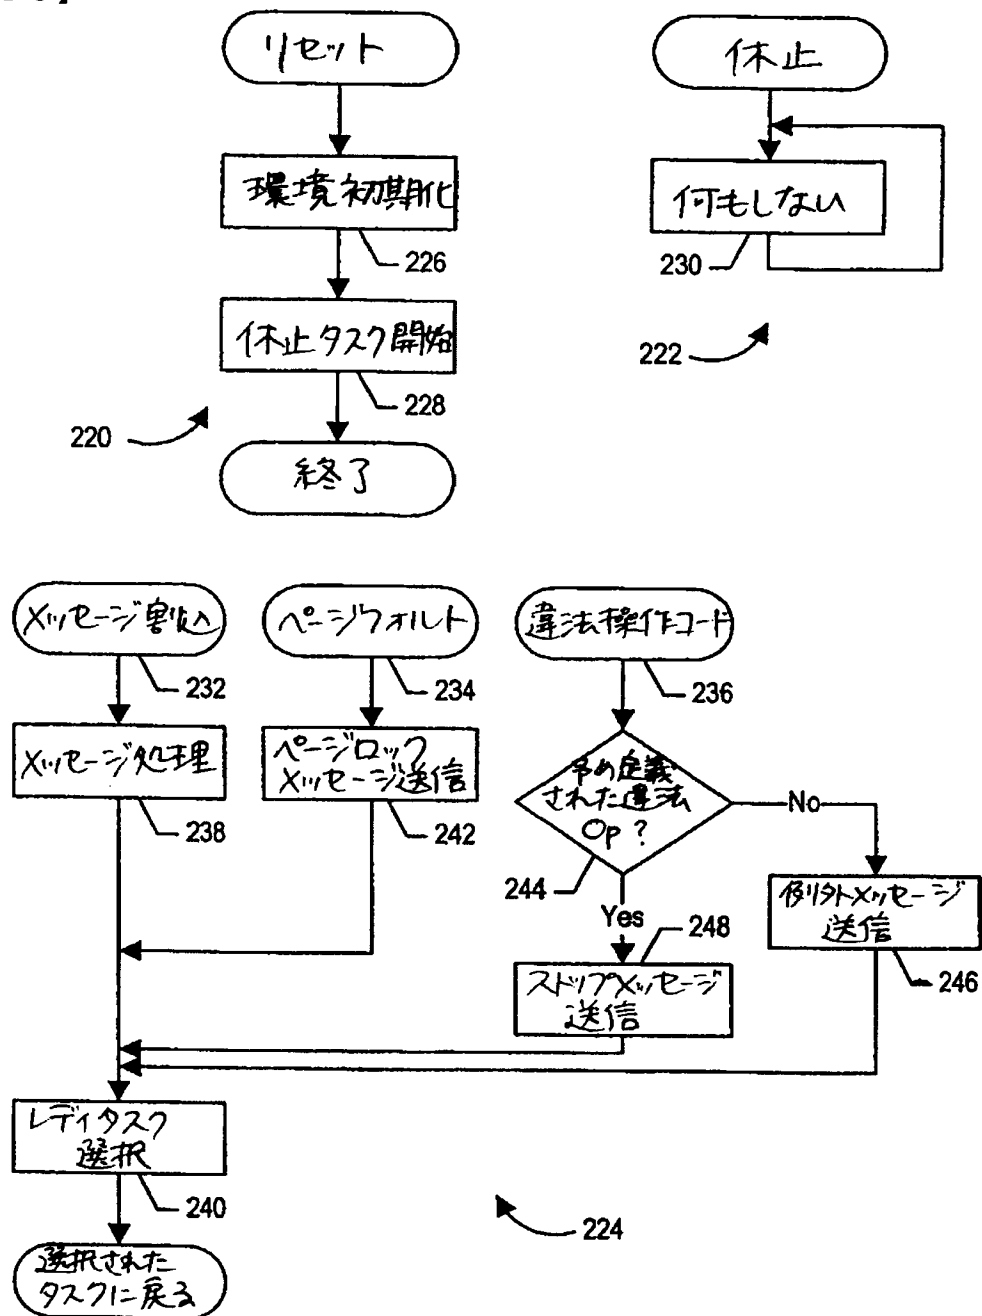 リセット
環境初期化
226
休止タスク開始
228
220
終了
休止
何もしない
230
222
メッセージ割込
232
メッセージ処理
238
ページフォルト
234
ページロック
メッセージ送信
242
違法操作コード
236
予め定義
された違法
Op ?
244
No
Yes
248
ストップメッセージ
送信
例外メッセージ
送信
246
レディタスク
選択
240
選択された
タスクに戻る
224